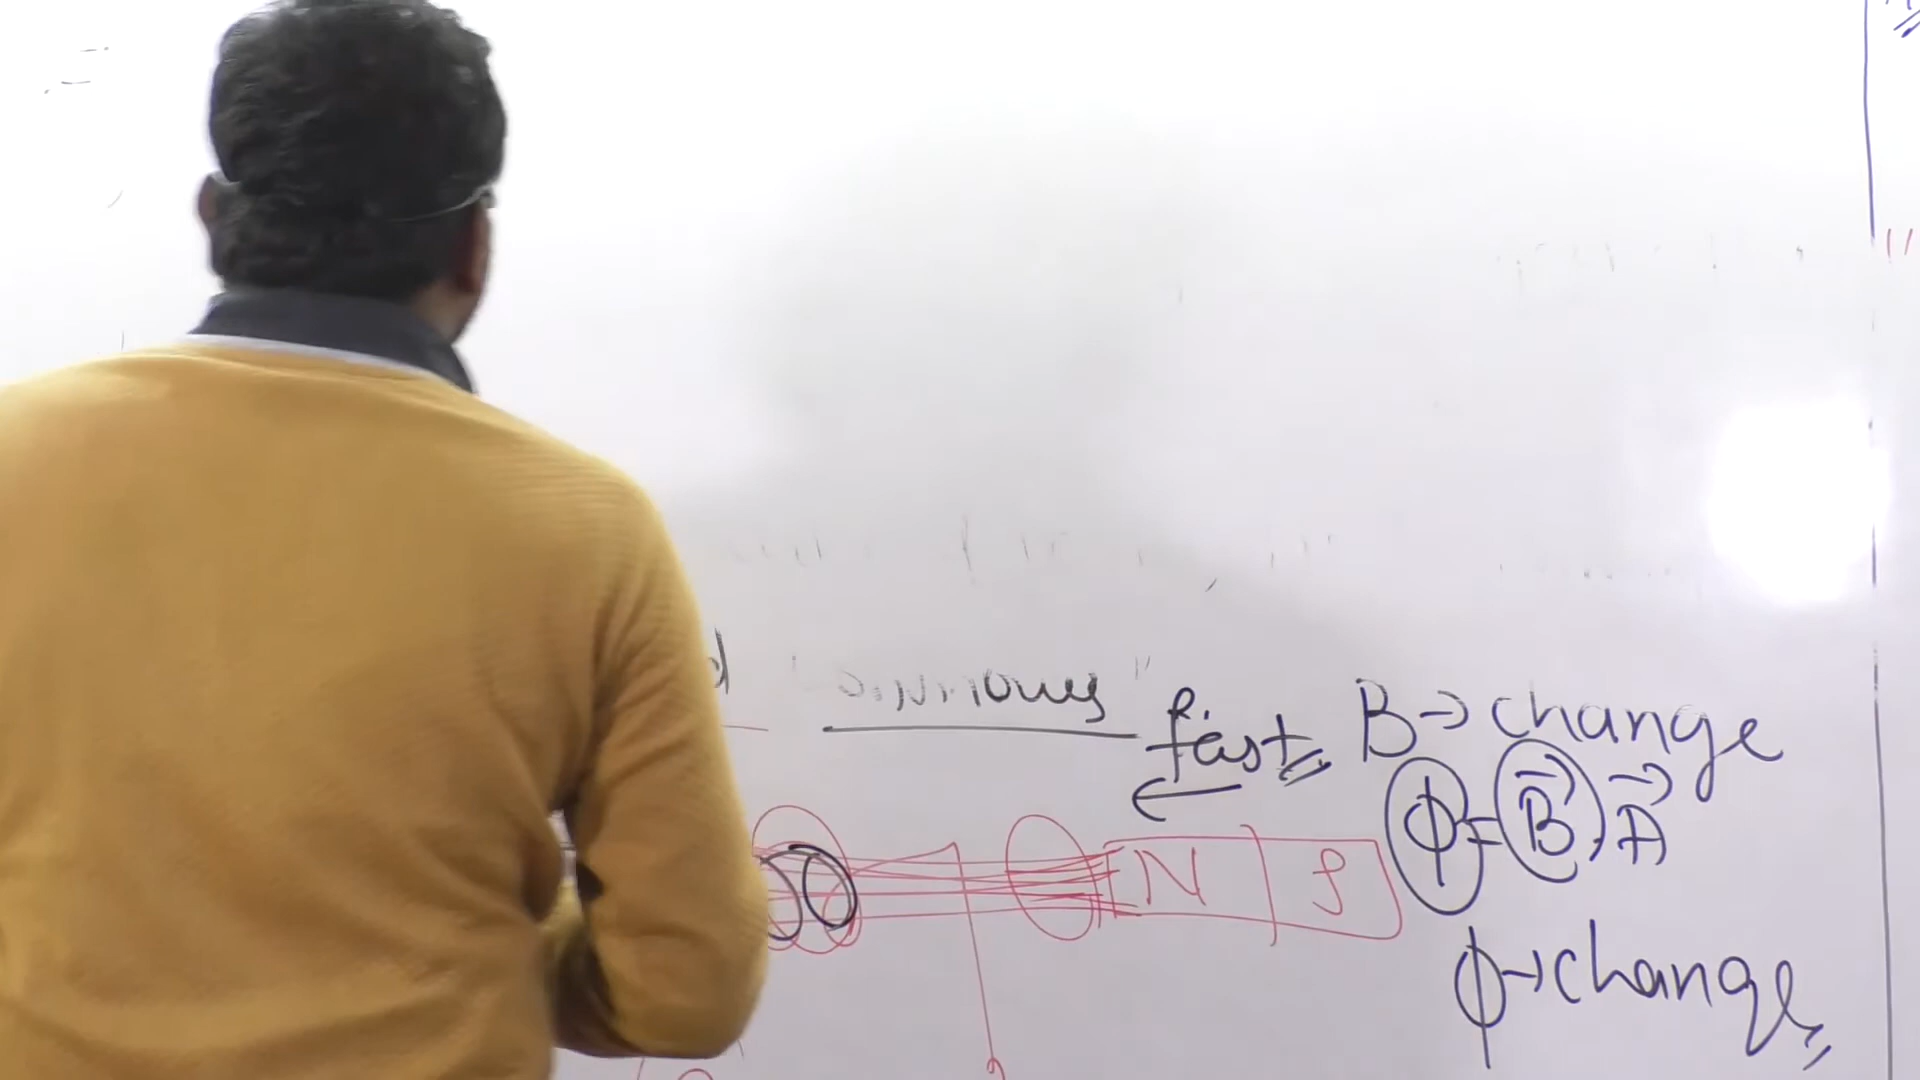 fast B → change
ϕ = B⃗ . A⃗
N S
ϕ → change